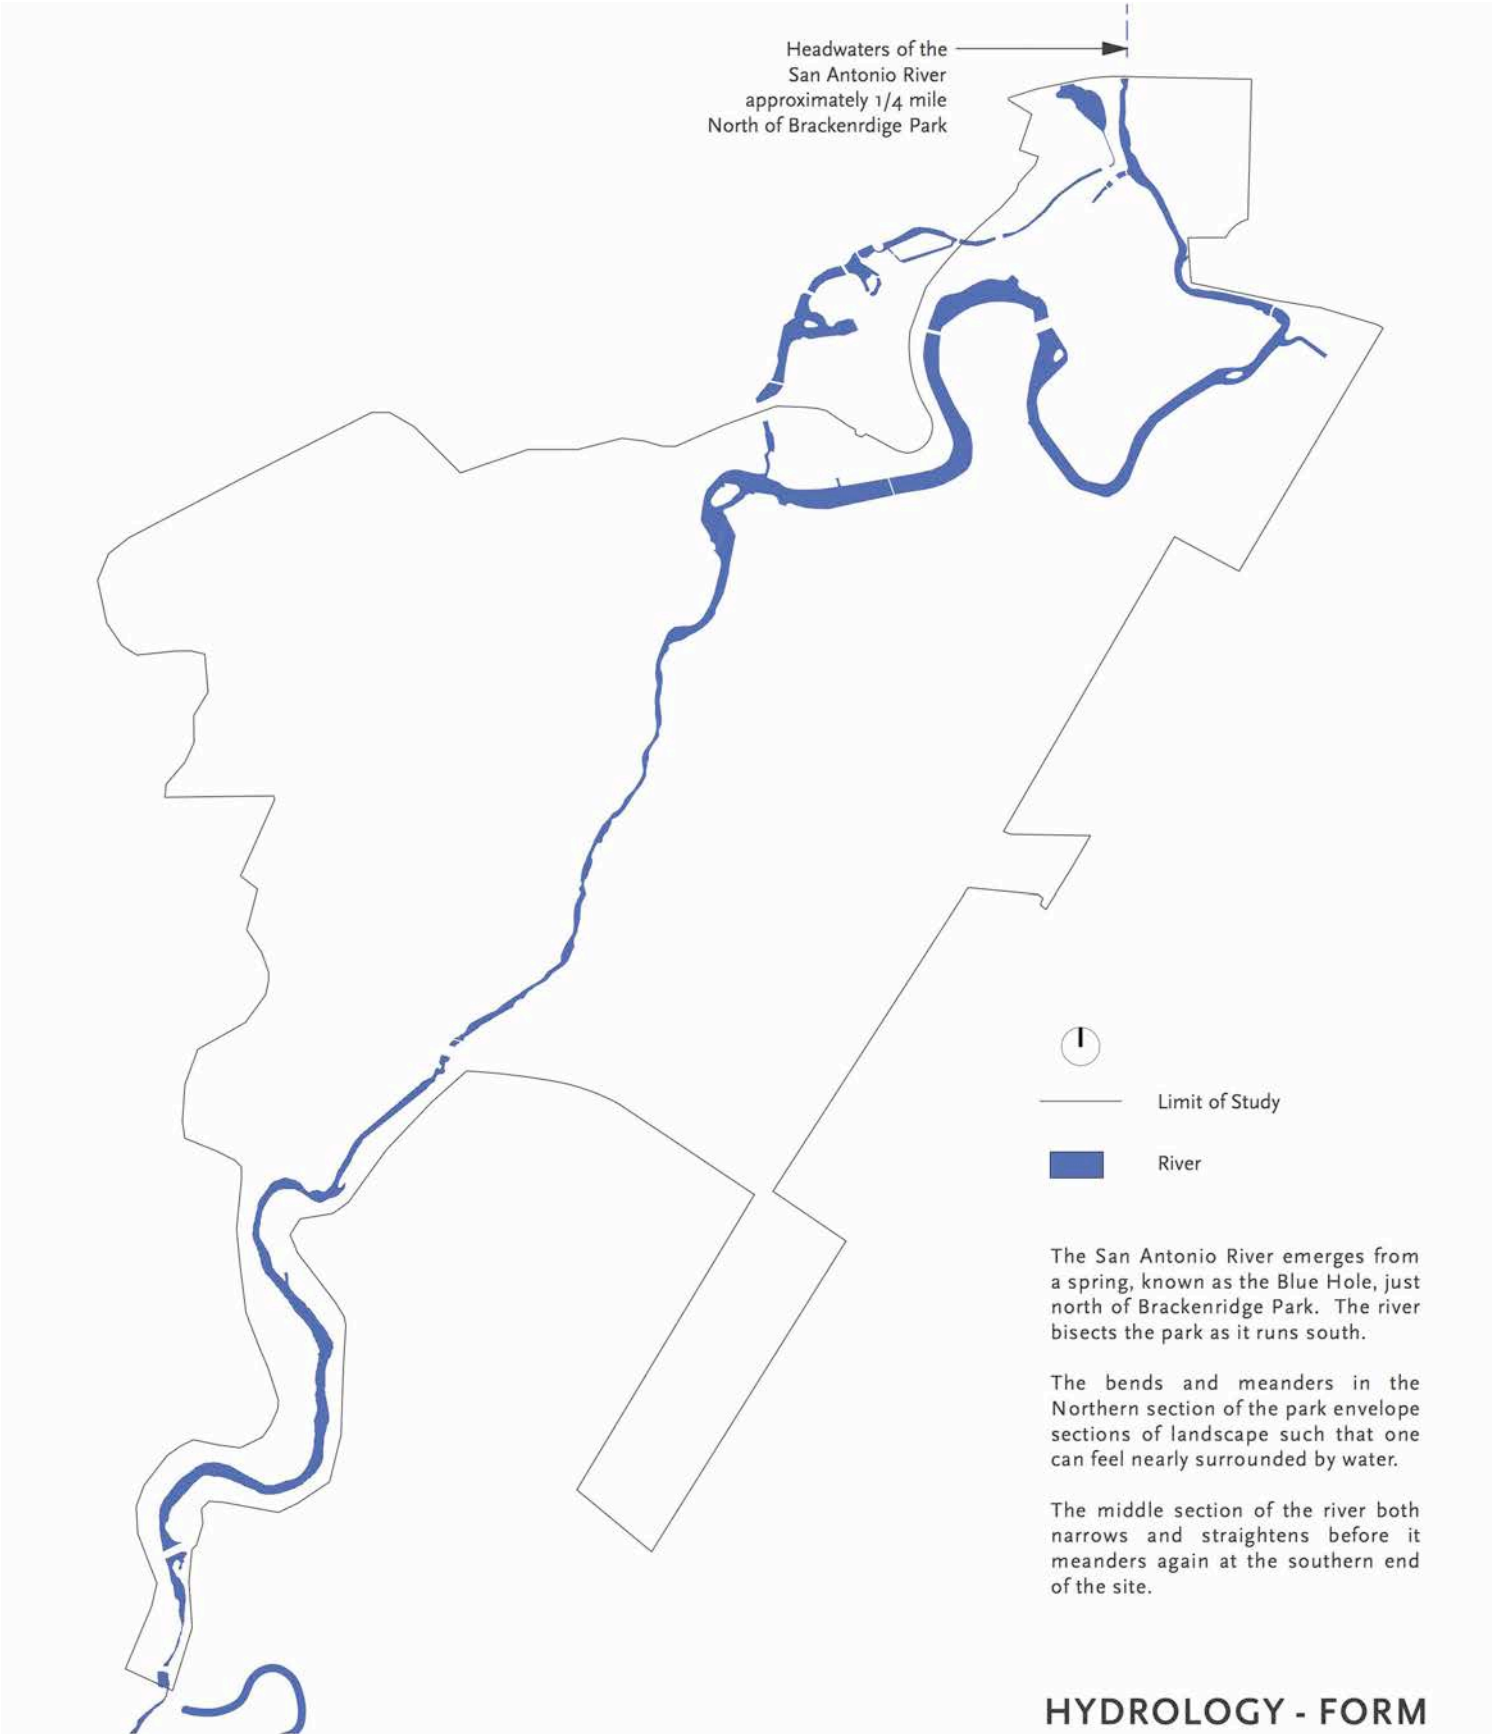 Headwaters of the
San Antonio River
approximately 1/4 mile
North of Brackenrdige Park
Limit of Study
River
The San Antonio River emerges from
a spring, known as the Blue Hole, just
north of Brackenridge Park. The river
bisects the park as it runs south.
The bends and meanders in the
Northern section of the park envelope
sections of landscape such that one
can feel nearly surrounded by water.
The middle section of the river both
narrows and straightens before it
meanders again at the southern end
of the site.
HYDROLOGY - FORM